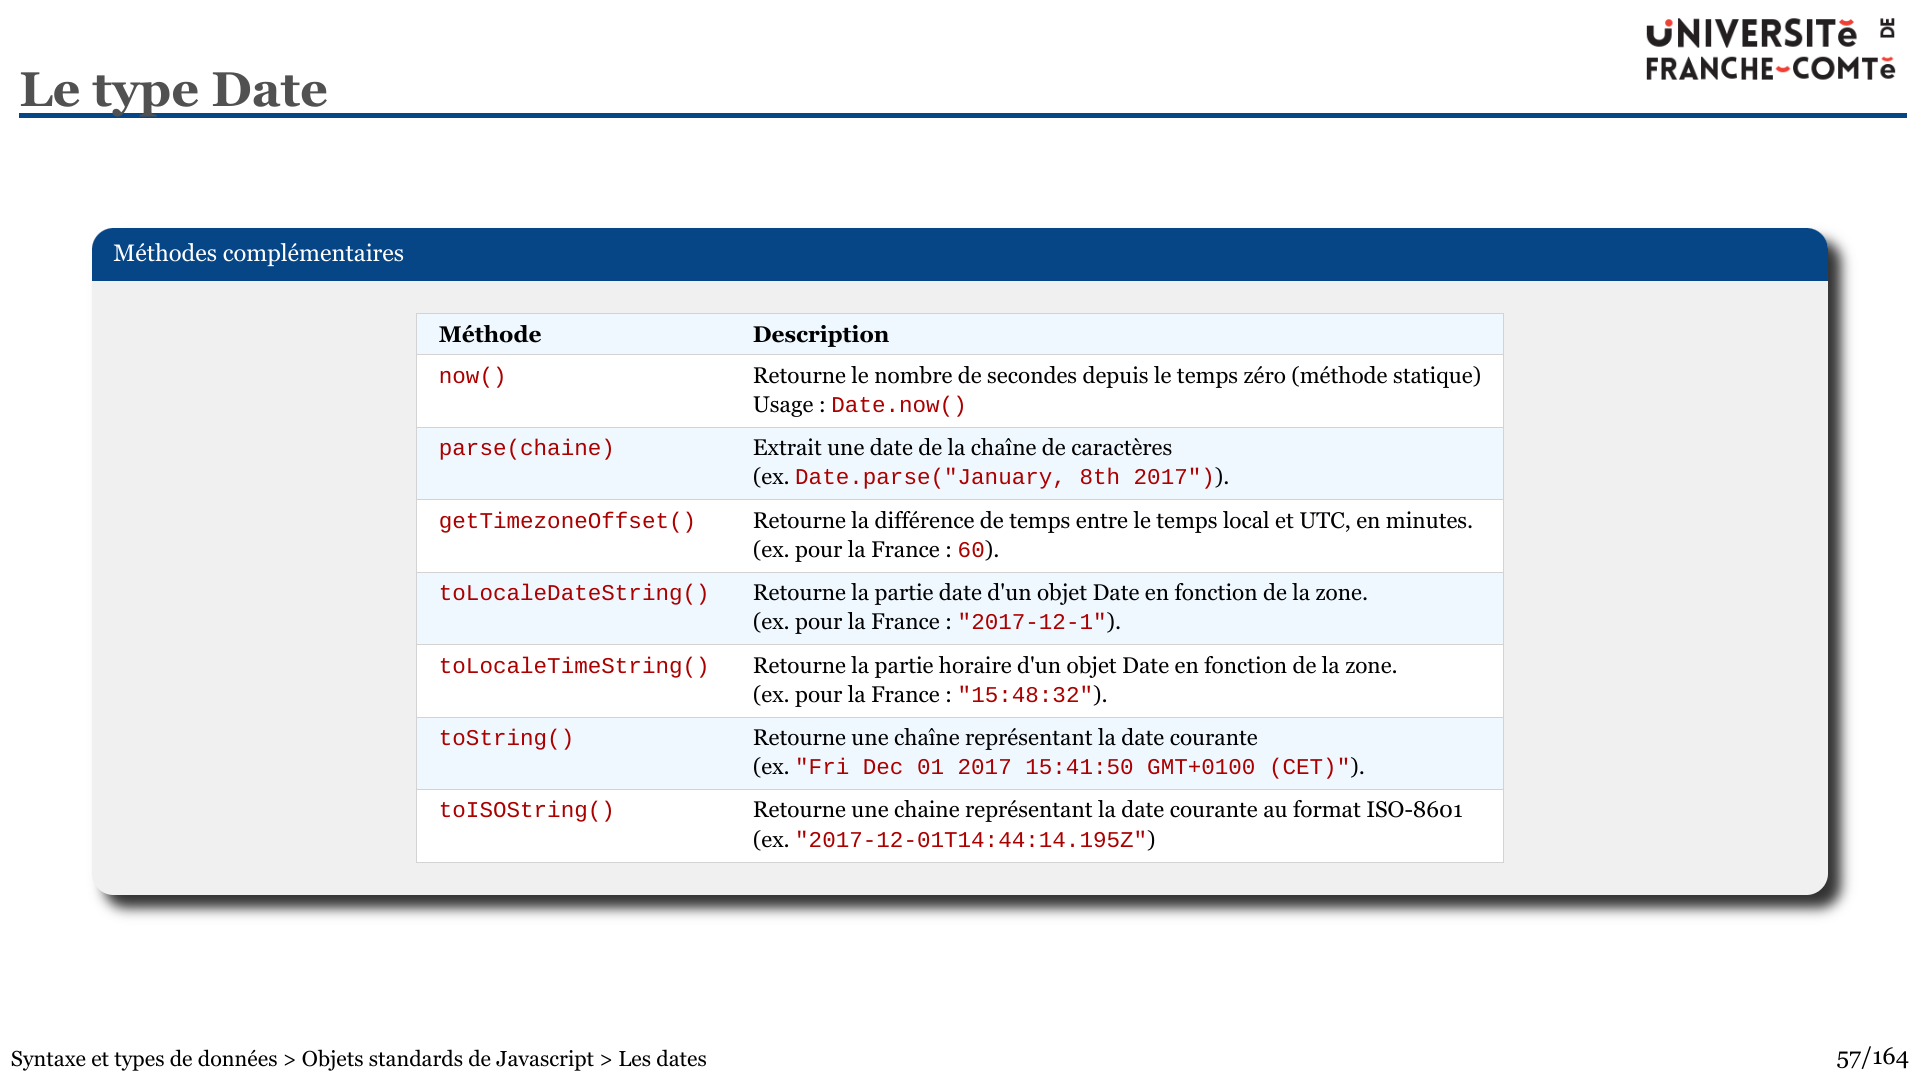 UNIVERSITĕ DE
FRANCHE-COMTĕ
Le type Date
Méthodes complémentaires
Méthode Description
now() Retourne le nombre de secondes depuis le temps zéro (méthode statique)
Usage : Date.now()
parse(chaine) Extrait une date de la chaîne de caractères
(ex. Date.parse("January, 8th 2017")).
getTimezoneOffset() Retourne la différence de temps entre le temps local et UTC, en minutes.
(ex. pour la France : 60).
toLocaleDateString() Retourne la partie date d'un objet Date en fonction de la zone.
(ex. pour la France : "2017-12-1").
toLocaleTimeString() Retourne la partie horaire d'un objet Date en fonction de la zone.
(ex. pour la France : "15:48:32").
toString() Retourne une chaîne représentant la date courante
(ex. "Fri Dec 01 2017 15:41:50 GMT+0100 (CET)").
toISOString() Retourne une chaine représentant la date courante au format ISO-8601
(ex. "2017-12-01T14:44:14.195Z")
Syntaxe et types de données > Objets standards de Javascript > Les dates
57/164